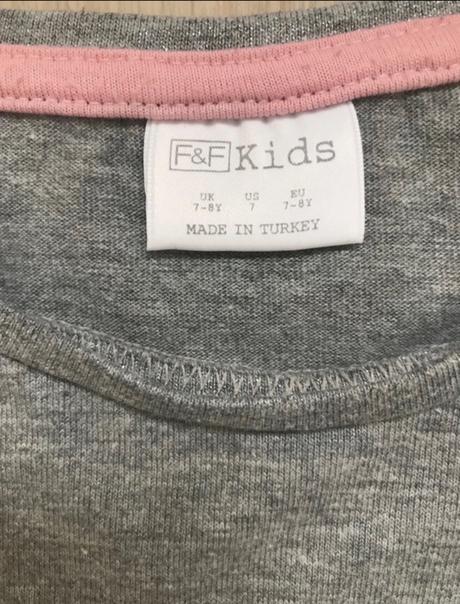 F&F Kids
UK US EU
7-8Y 7 7-8Y
MADE IN TURKEY